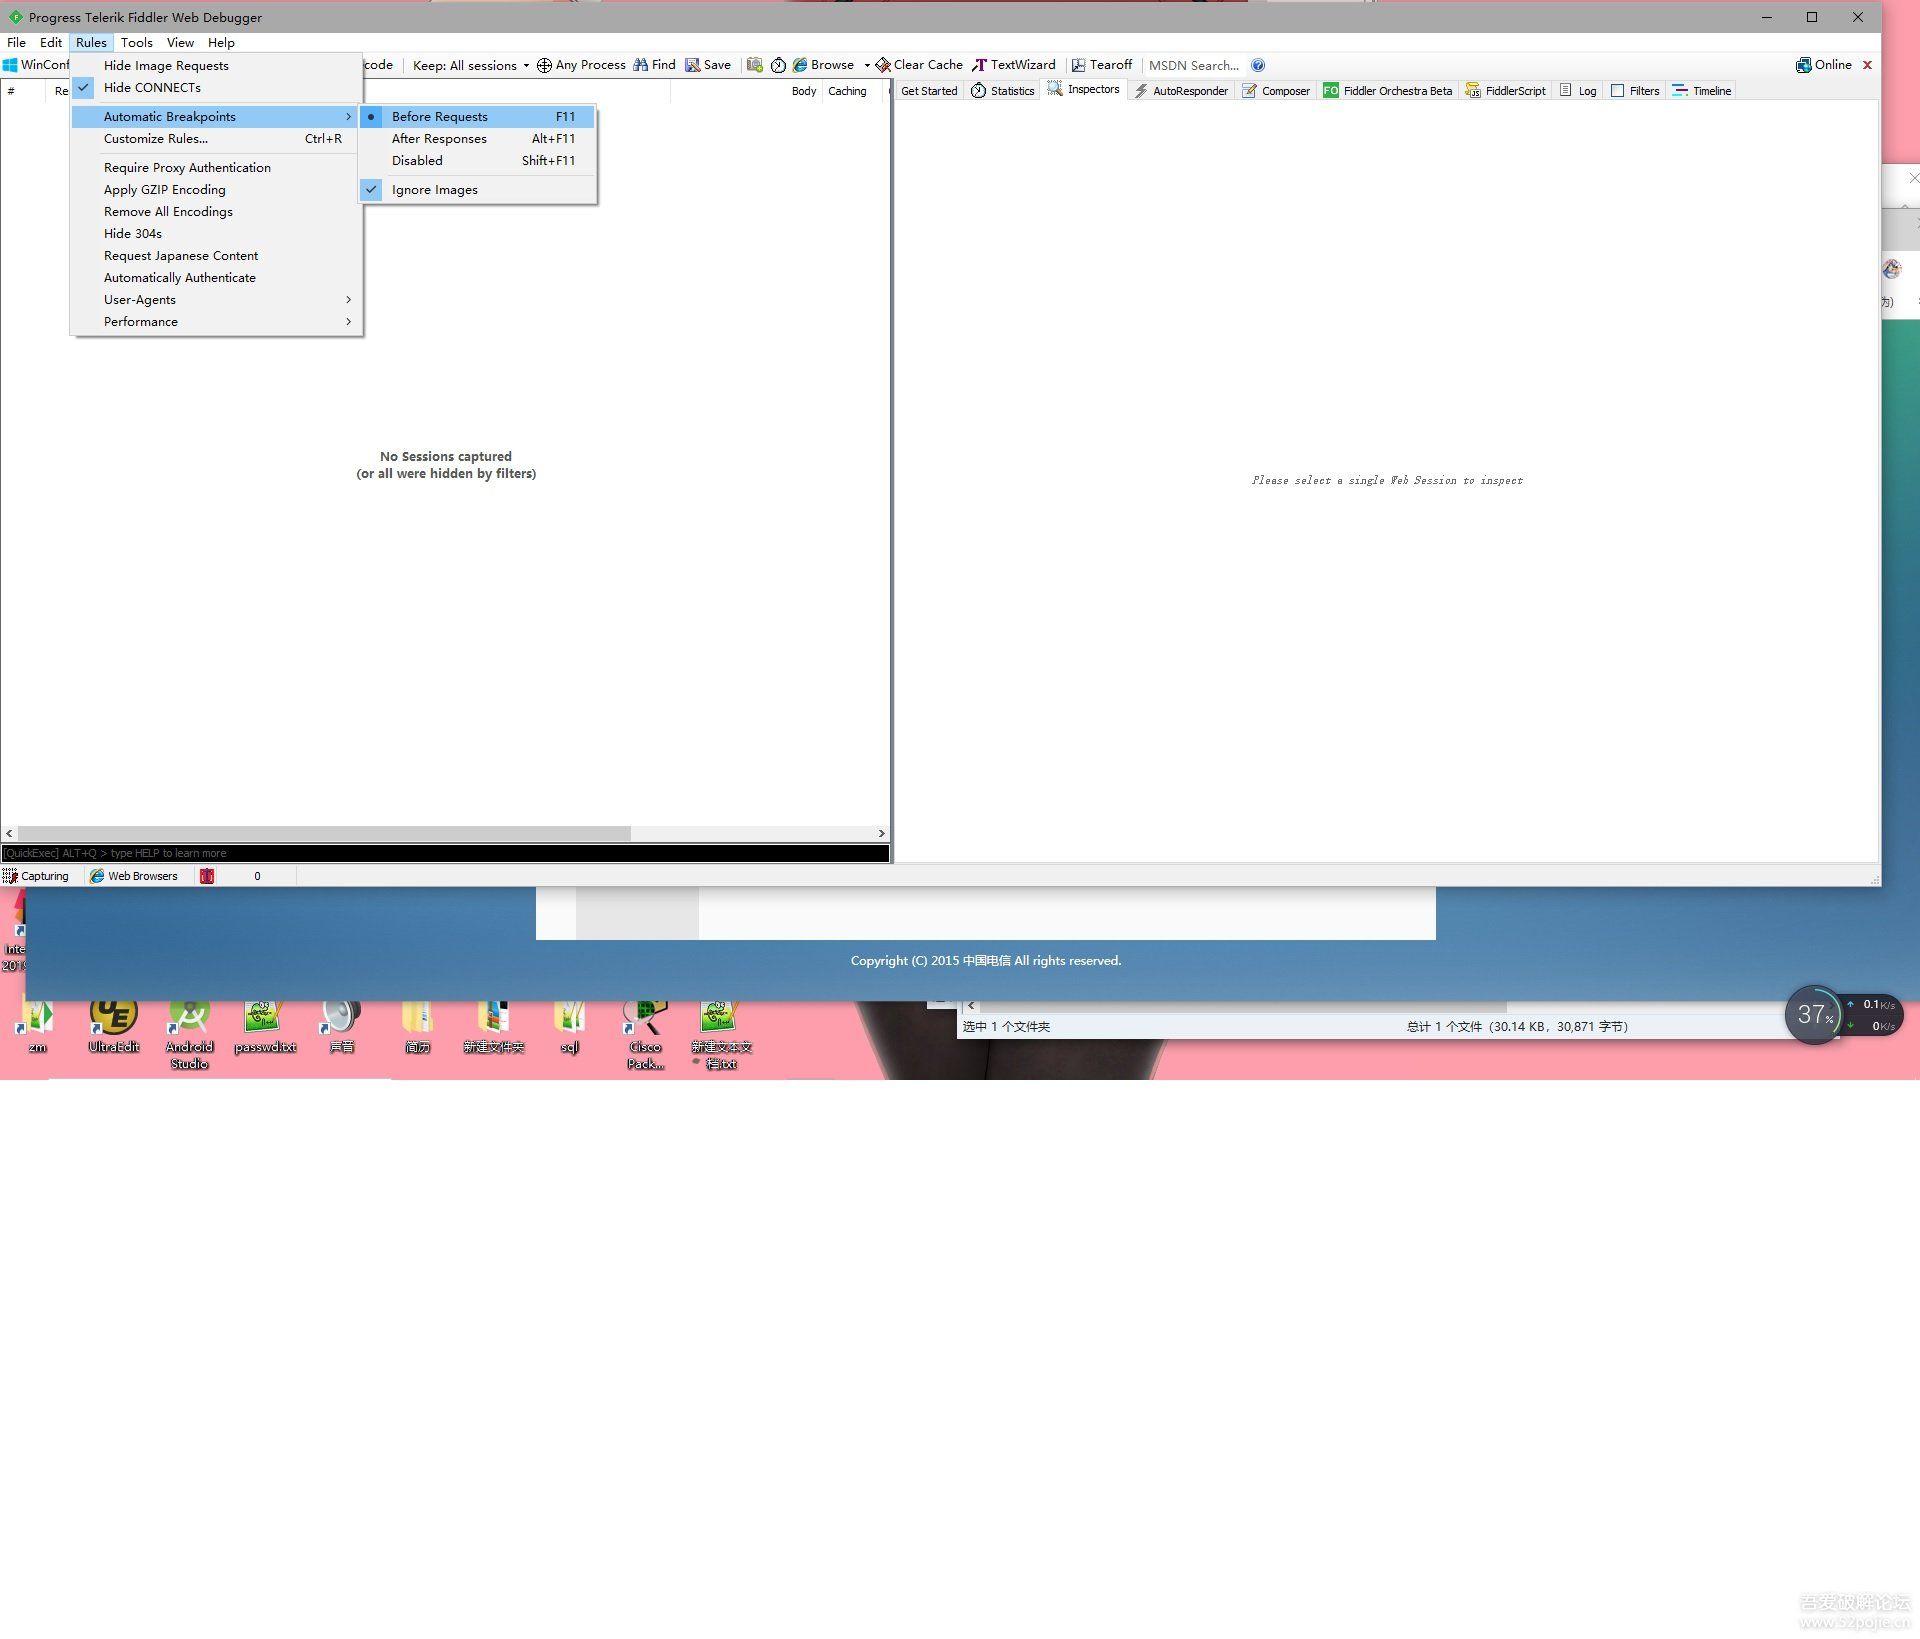 Progress Telerik Fiddler Web Debugger
File Edit Rules Tools View Help
WinConf
code Keep: All sessions Any Process Find Save Browse Clear Cache TextWizard Tearoff MSDN Search... Online
# Re
Body Caching
Get Started Statistics Inspectors AutoResponder Composer FO Fiddler Orchestra Beta FiddlerScript Log Filters Timeline
Hide Image Requests
Hide CONNECTs
Automatic Breakpoints
Customize Rules... Ctrl+R
Require Proxy Authentication
Apply GZIP Encoding
Remove All Encodings
Hide 304s
Request Japanese Content
Automatically Authenticate
User-Agents
Performance
Before Requests F11
After Responses Alt+F11
Disabled Shift+F11
Ignore Images
为)
No Sessions captured
(or all were hidden by filters)
Please select a single Web Session to inspect
[QuickExec] ALT+Q > type HELP to learn more
Capturing Web Browsers 0
Inte
2019
Copyright (C) 2015 中国电信 All rights reserved.
选中 1 个文件夹
总计 1 个文件（30.14 KB，30,871 字节）
37%
0.1K/s
0K/s
zm
UltraEdit
Android
Studio
passwd.txt
声音
简历
新建文件夹
sql
Cisco
Pack...
新建文本文
档.txt
吾爱破解论坛
www.52pojie.cn